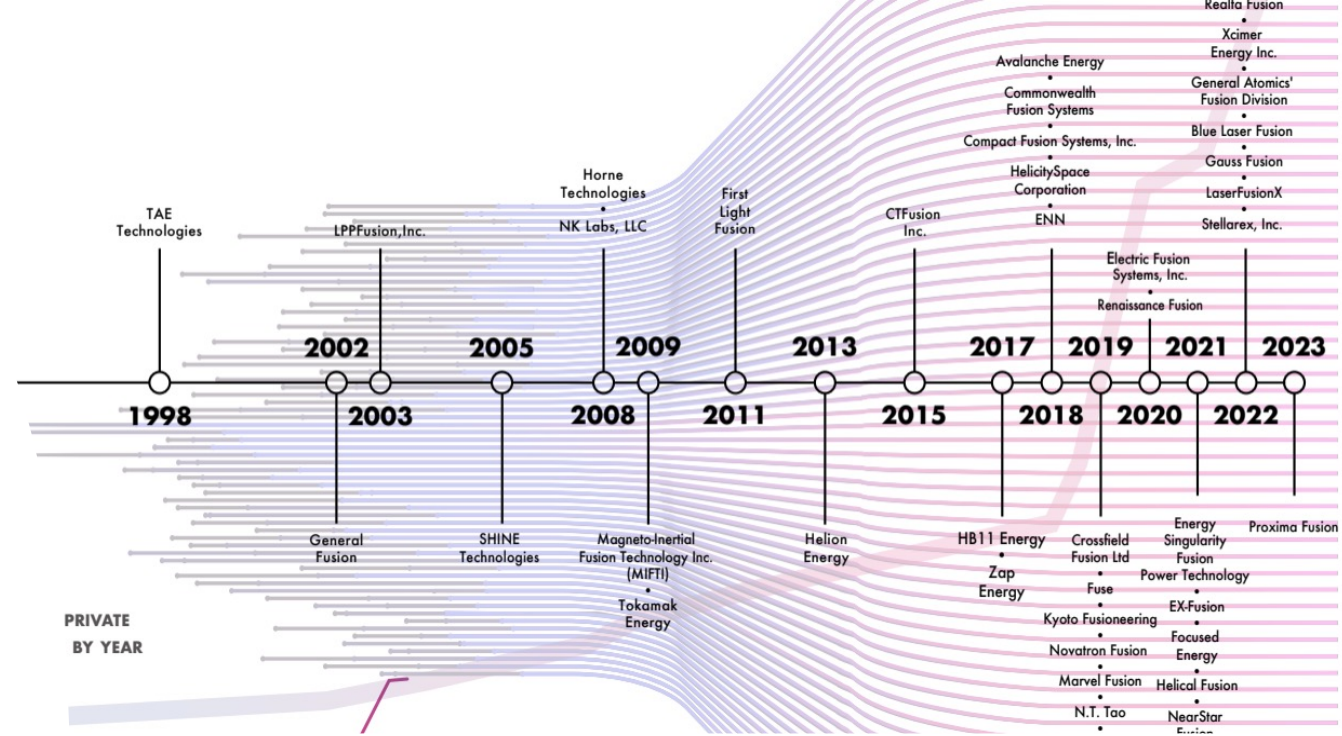 Realta Fusion
Xcimer
Energy Inc.
General Atomics'
Fusion Division
Blue Laser Fusion
Gauss Fusion
LaserFusionX
Stellarex, Inc.
Avalanche Energy
Commonwealth
Fusion Systems
Compact Fusion Systems, Inc.
HelicitySpace
Corporation
ENN
Horne
Technologies
NK Labs, LLC
First
Light
Fusion
TAE
Technologies
LPPFusion,Inc.
CTFusion
Inc.
Electric Fusion
Systems, Inc.
Renaissance Fusion
2002
2005
2009
2013
2017
2019
2021
2023
1998
2003
2008
2011
2015
2018
2020
2022
General
Fusion
SHINE
Technologies
Magneto-Inertial
Fusion Technology Inc.
(MIFTI)
Tokamak
Energy
Helion
Energy
HB11 Energy
Zap
Energy
Crossfield
Fusion Ltd
Fuse
Kyoto Fusioneering
Novatron Fusion
Marvel Fusion
N.T. Tao
Energy
Singularity
Fusion
Power Technology
EX-Fusion
Focused
Energy
Helical Fusion
NearStar
Fusion
Proxima Fusion
PRIVATE
BY YEAR